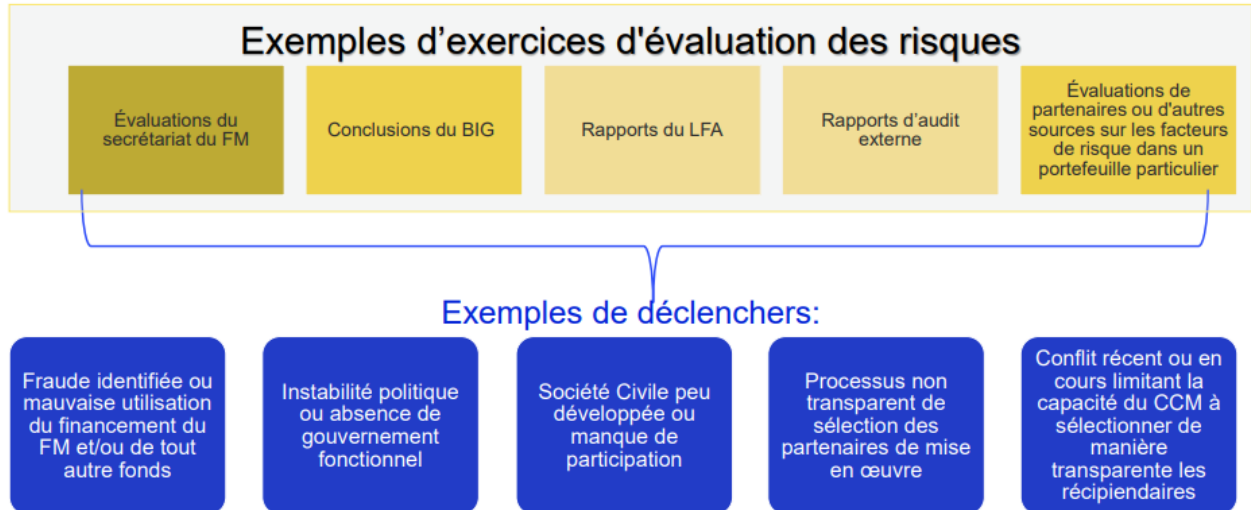 Exemples d’exercices d'évaluation des risques
Évaluations du
secrétariat du FM
Conclusions du BIG
Rapports du LFA
Rapports d’audit
externe
Évaluations de
partenaires ou d'autres
sources sur les facteurs
de risque dans un
portefeuille particulier
Exemples de déclenchers:
Fraude identifiée ou
mauvaise utilisation
du financement du
FM et/ou de tout
autre fonds
Instabilité politique
ou absence de
gouvernement
fonctionnel
Société Civile peu
développée ou
manque de
participation
Processus non
transparent de
sélection des
partenaires de mise
en œuvre
Conflit récent ou en
cours limitant la
capacité du CCM à
sélectionner de
manière
transparente les
récipiendaires